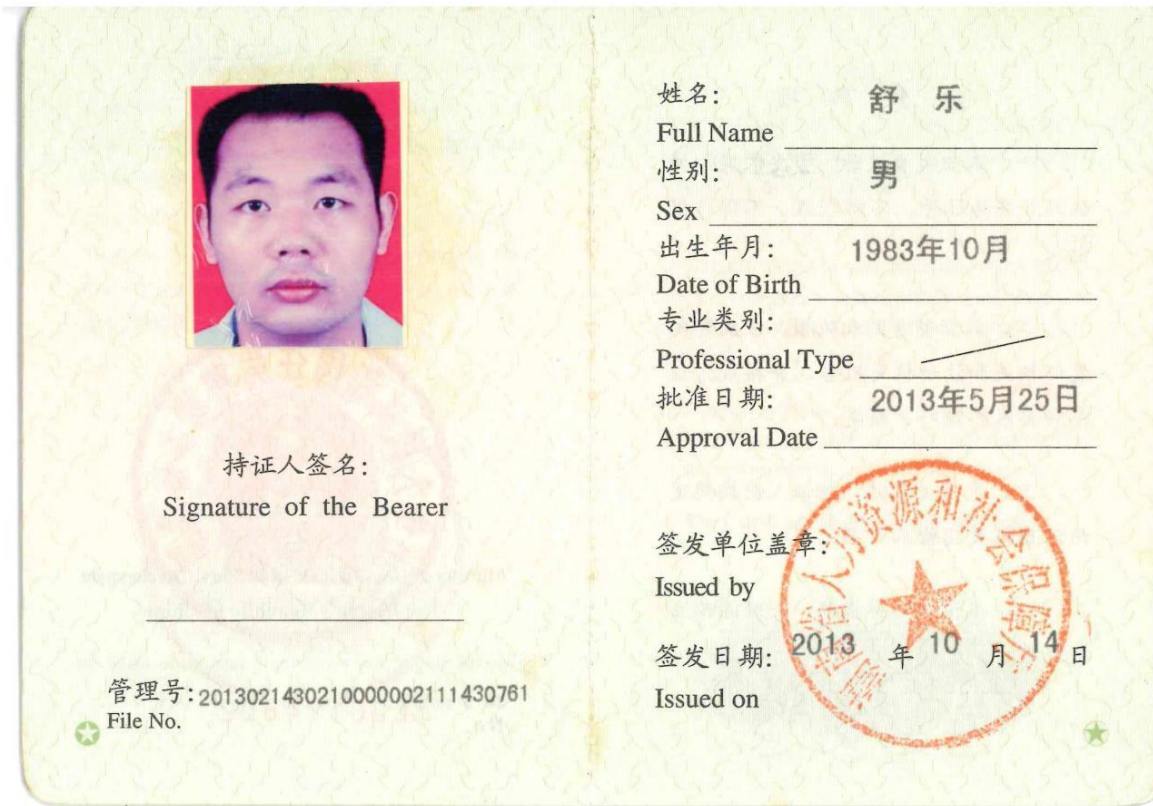 持证人签名:
Signature of the Bearer
管理号:2013021430210000002111430761
File No.
姓名: 舒 乐
Full Name
性别: 男
Sex
出生年月: 1983年10月
Date of Birth
专业类别:
Professional Type
批准日期: 2013年5月25日
Approval Date
签发单位盖章:
Issued by
湖南省人力资源和社会保障厅
签发日期: 2013 年 10 月 14 日
Issued on